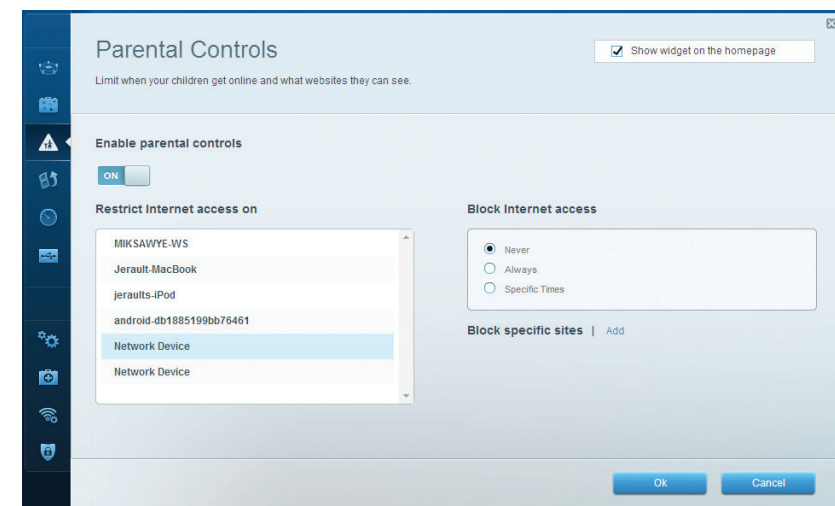 Parental Controls
Show widget on the homepage
Limit when your children get online and what websites they can see.
Enable parental controls
ON
Restrict Internet access on
MIKSAWYE-WS
Jerault-MacBook
jeraults-iPod
android-db1885199bb76461
Network Device
Network Device
Block Internet access
Never
Always
Specific Times
Block specific sites | Add
Ok
Cancel